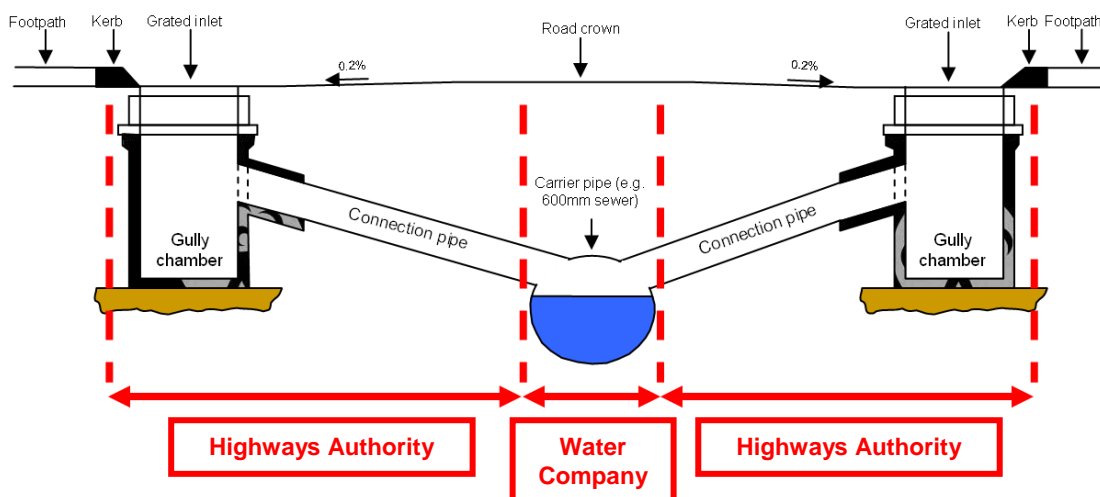 Footpath Kerb Grated inlet Road crown Grated inlet Kerb Footpath
0.2% 0.2%
Carrier pipe (e.g.
600mm sewer)
Connection pipe Connection pipe
Gully
chamber
Gully
chamber
Highways Authority
Water
Company
Highways Authority